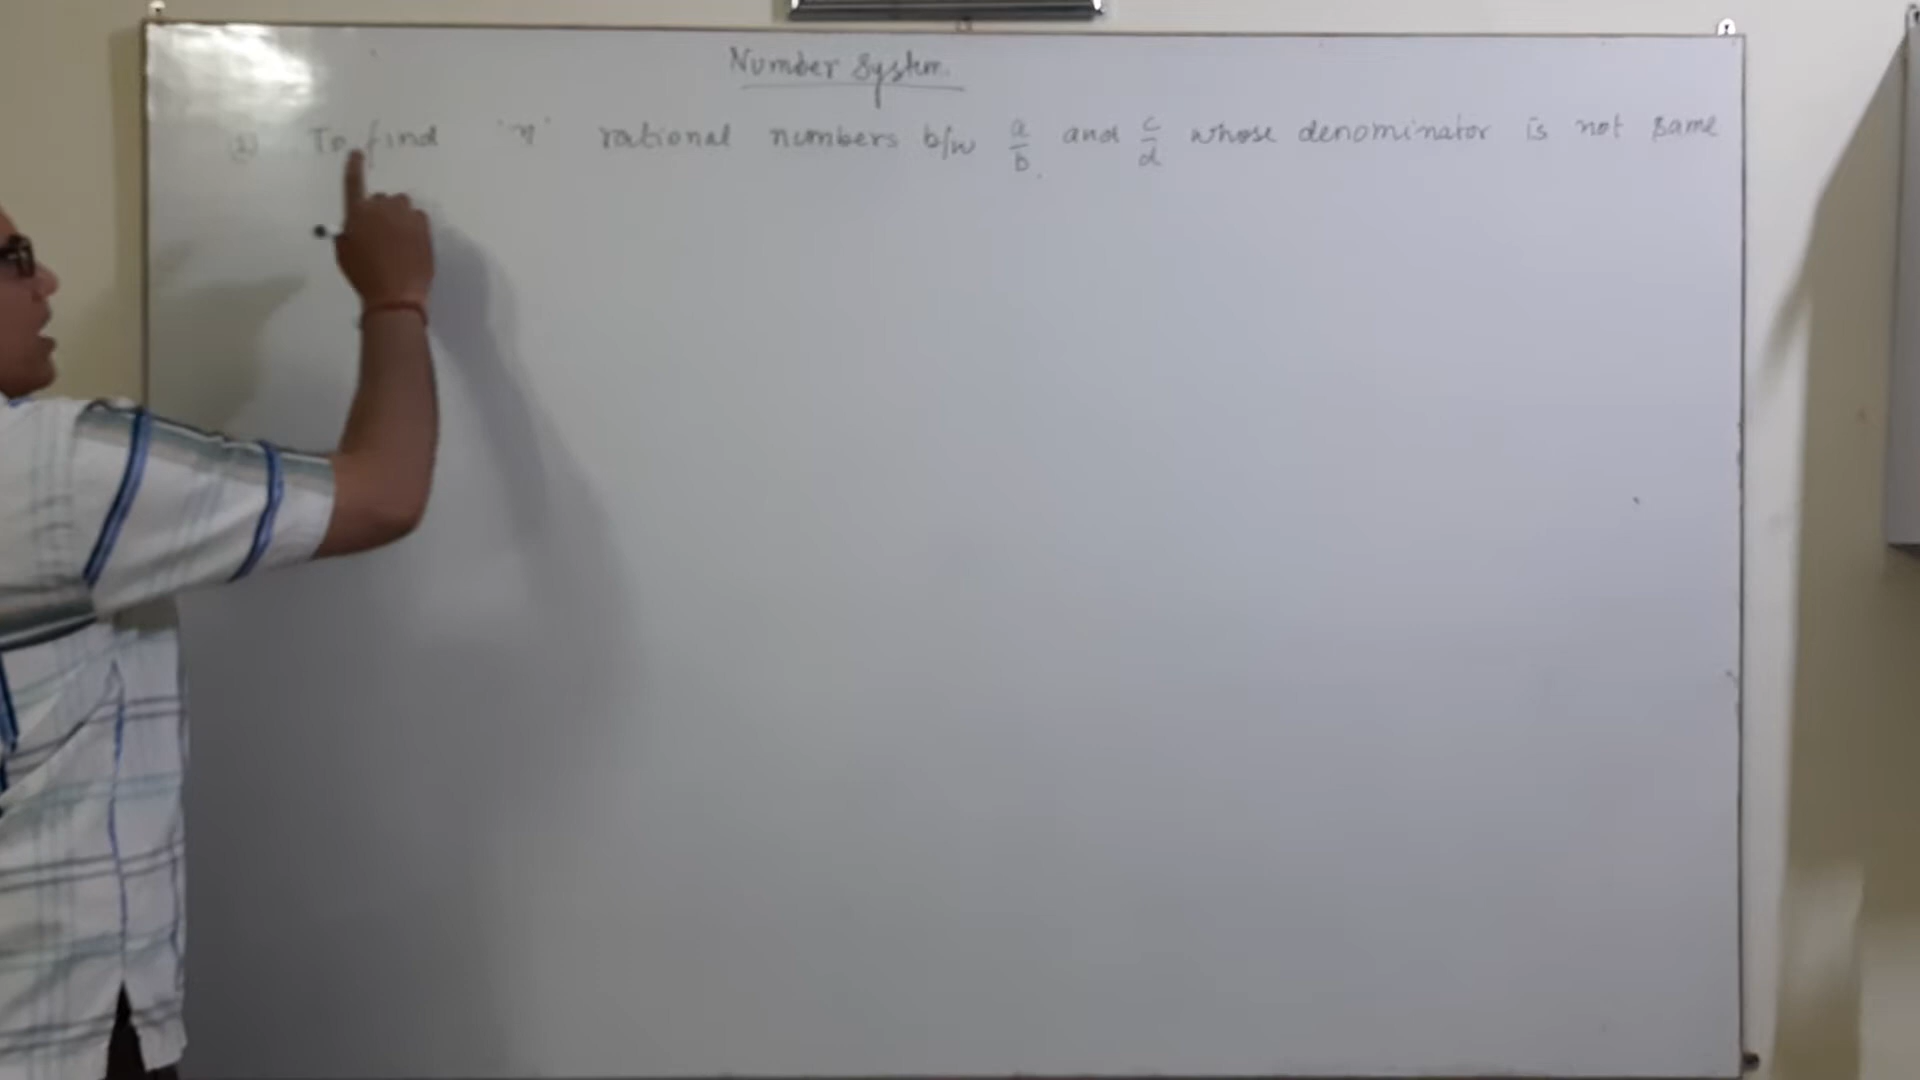 Number System.
To find 'n' rational numbers b/w a/b and c/d whose denominator is not same